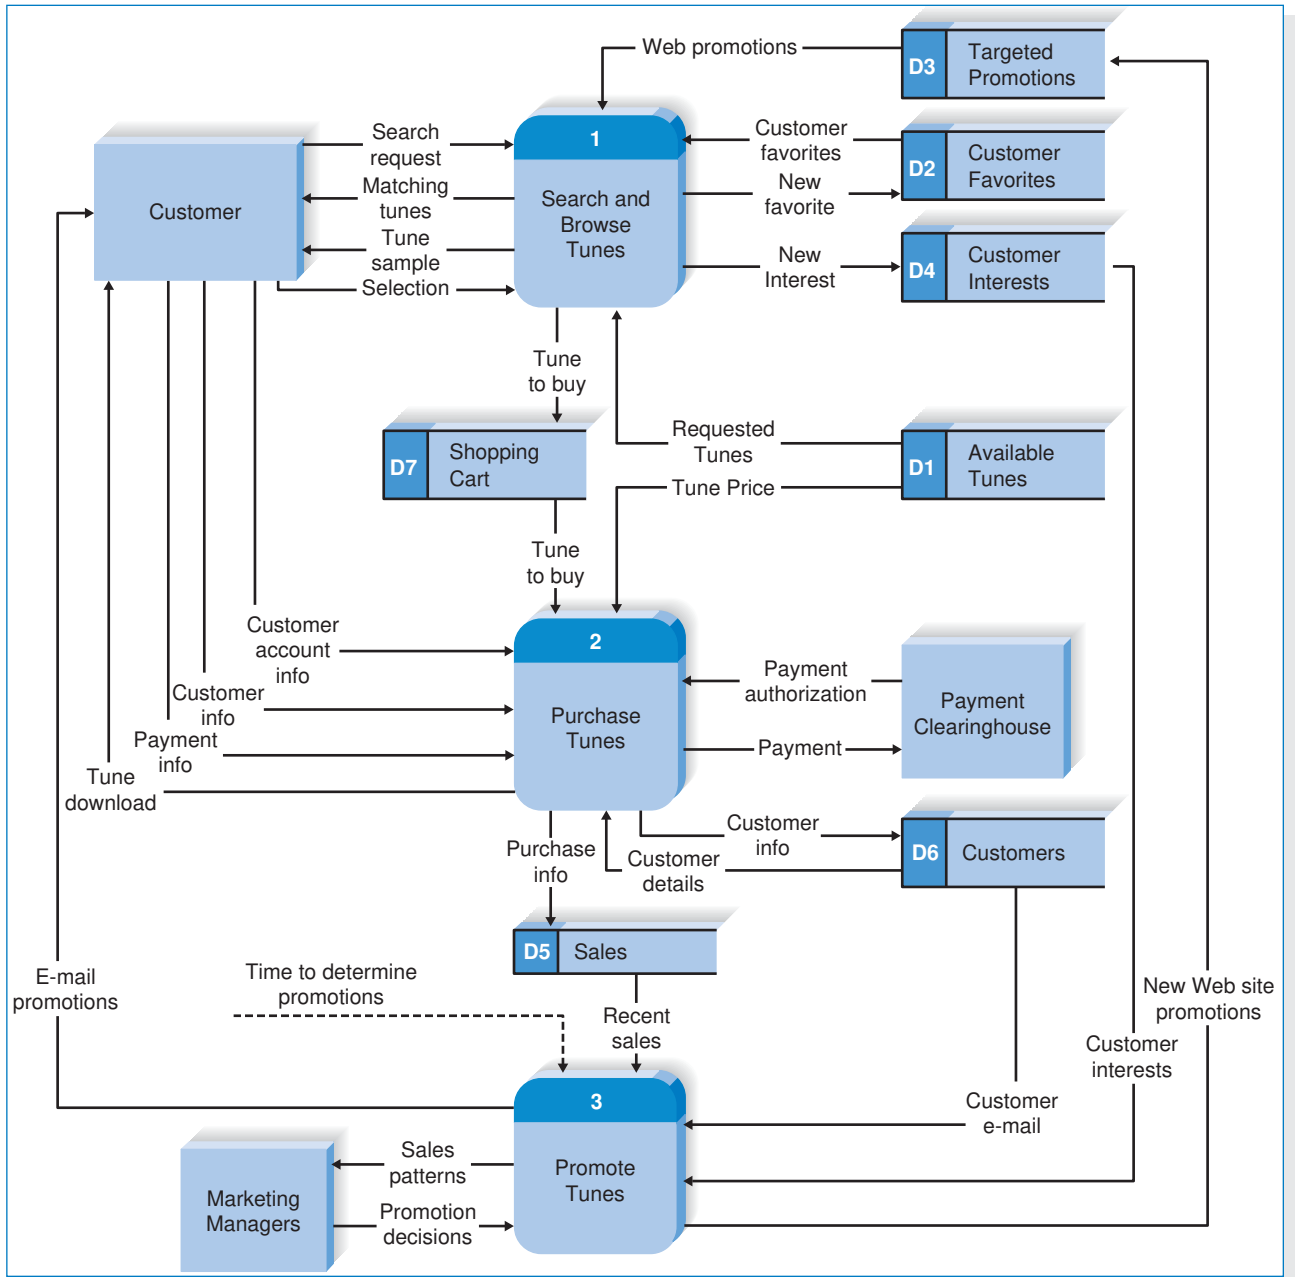 Web promotions
D3
Targeted
Promotions
Search
request
1
Customer
favorites
D2
Customer
Favorites
Customer
Matching
tunes
Search and
Browse
Tunes
New
favorite
Tune
sample
New
Interest
D4
Customer
Interests
Selection
Tune
to buy
D7
Shopping
Cart
Requested
Tunes
D1
Available
Tunes
Tune Price
Tune
to buy
Customer
account
info
2
Payment
authorization
Customer
info
Purchase
Tunes
Payment
Clearinghouse
Payment
info
Payment
Tune
download
Purchase
info
Customer
info
Customer
details
D6
Customers
D5
Sales
E-mail
promotions
Time to determine
promotions
Recent
sales
New Web site
promotions
Customer
interests
3
Customer
e-mail
Sales
patterns
Promote
Tunes
Marketing
Managers
Promotion
decisions